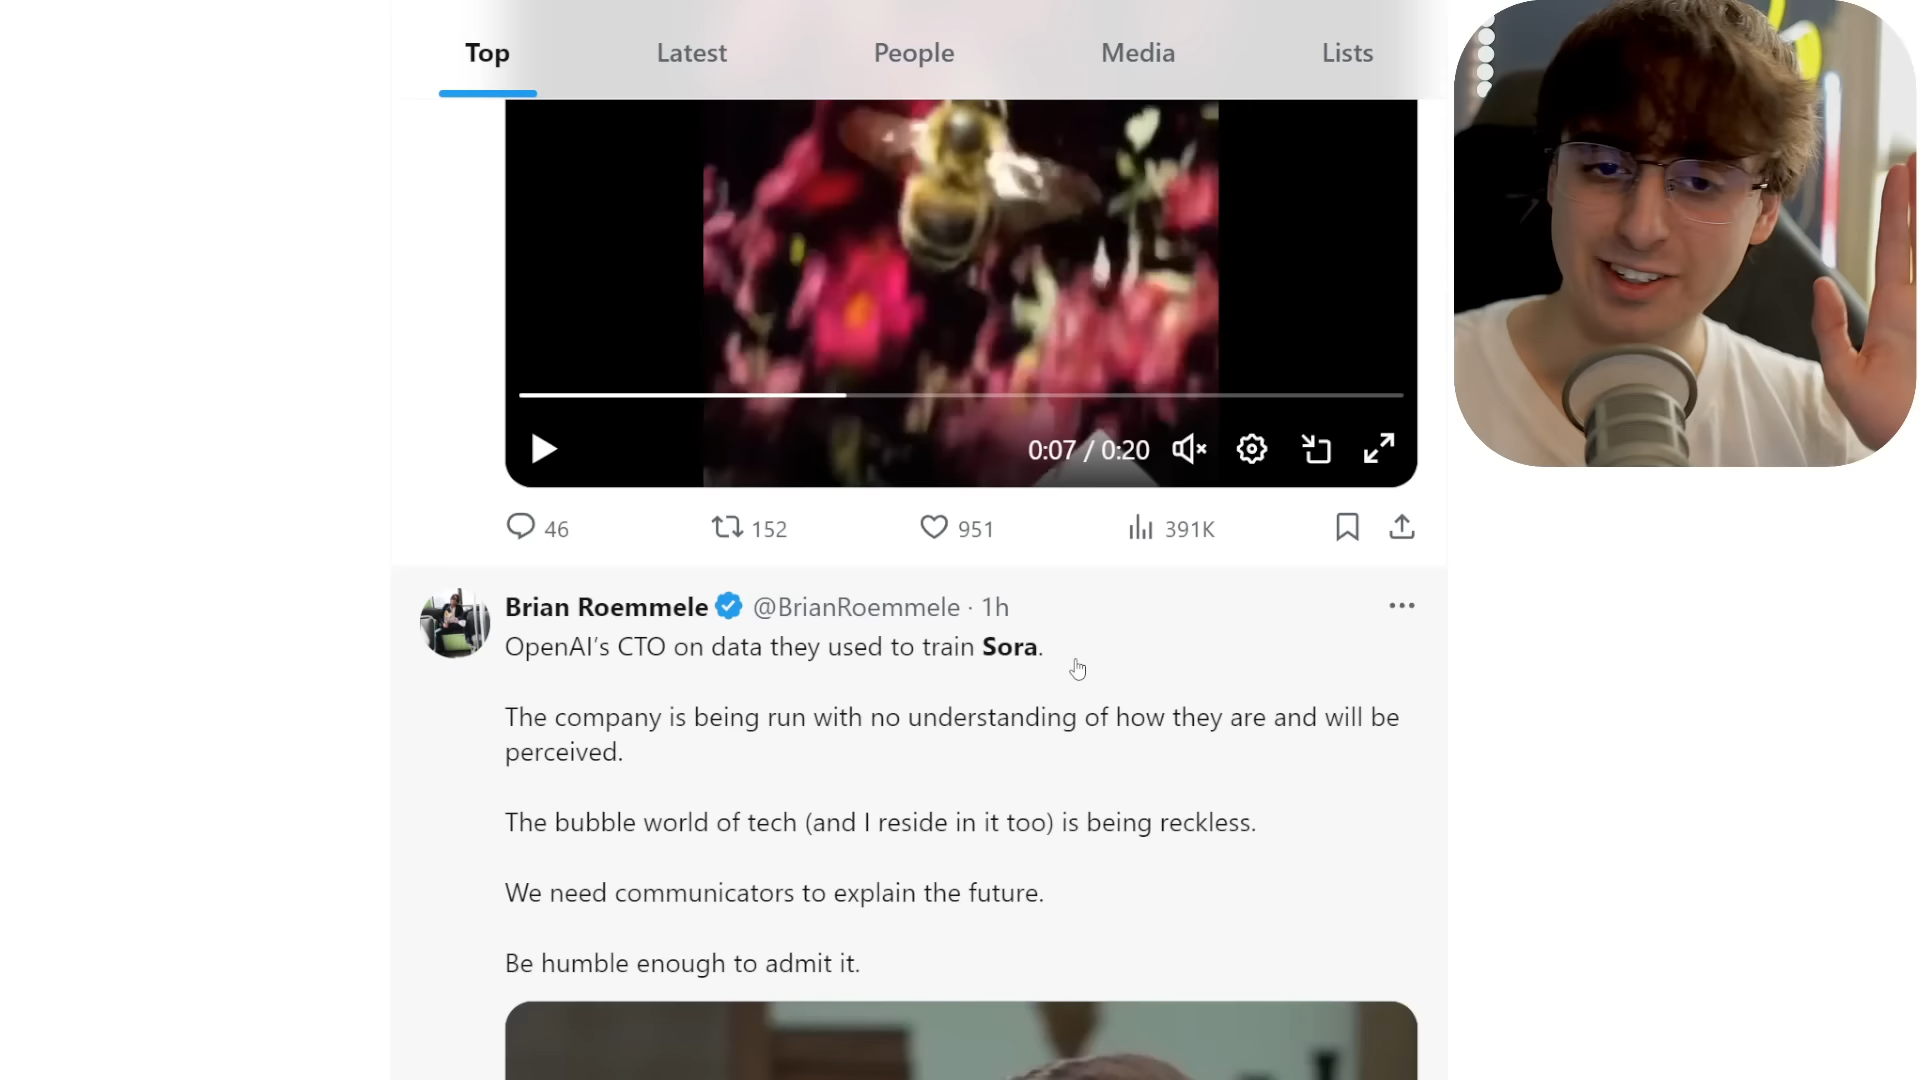 Top Latest People Media Lists
0:07 / 0:20
46 152 951 391K
Brian Roemmele @BrianRoemmele · 1h
OpenAI’s CTO on data they used to train Sora.
The company is being run with no understanding of how they are and will be
perceived.
The bubble world of tech (and I reside in it too) is being reckless.
We need communicators to explain the future.
Be humble enough to admit it.